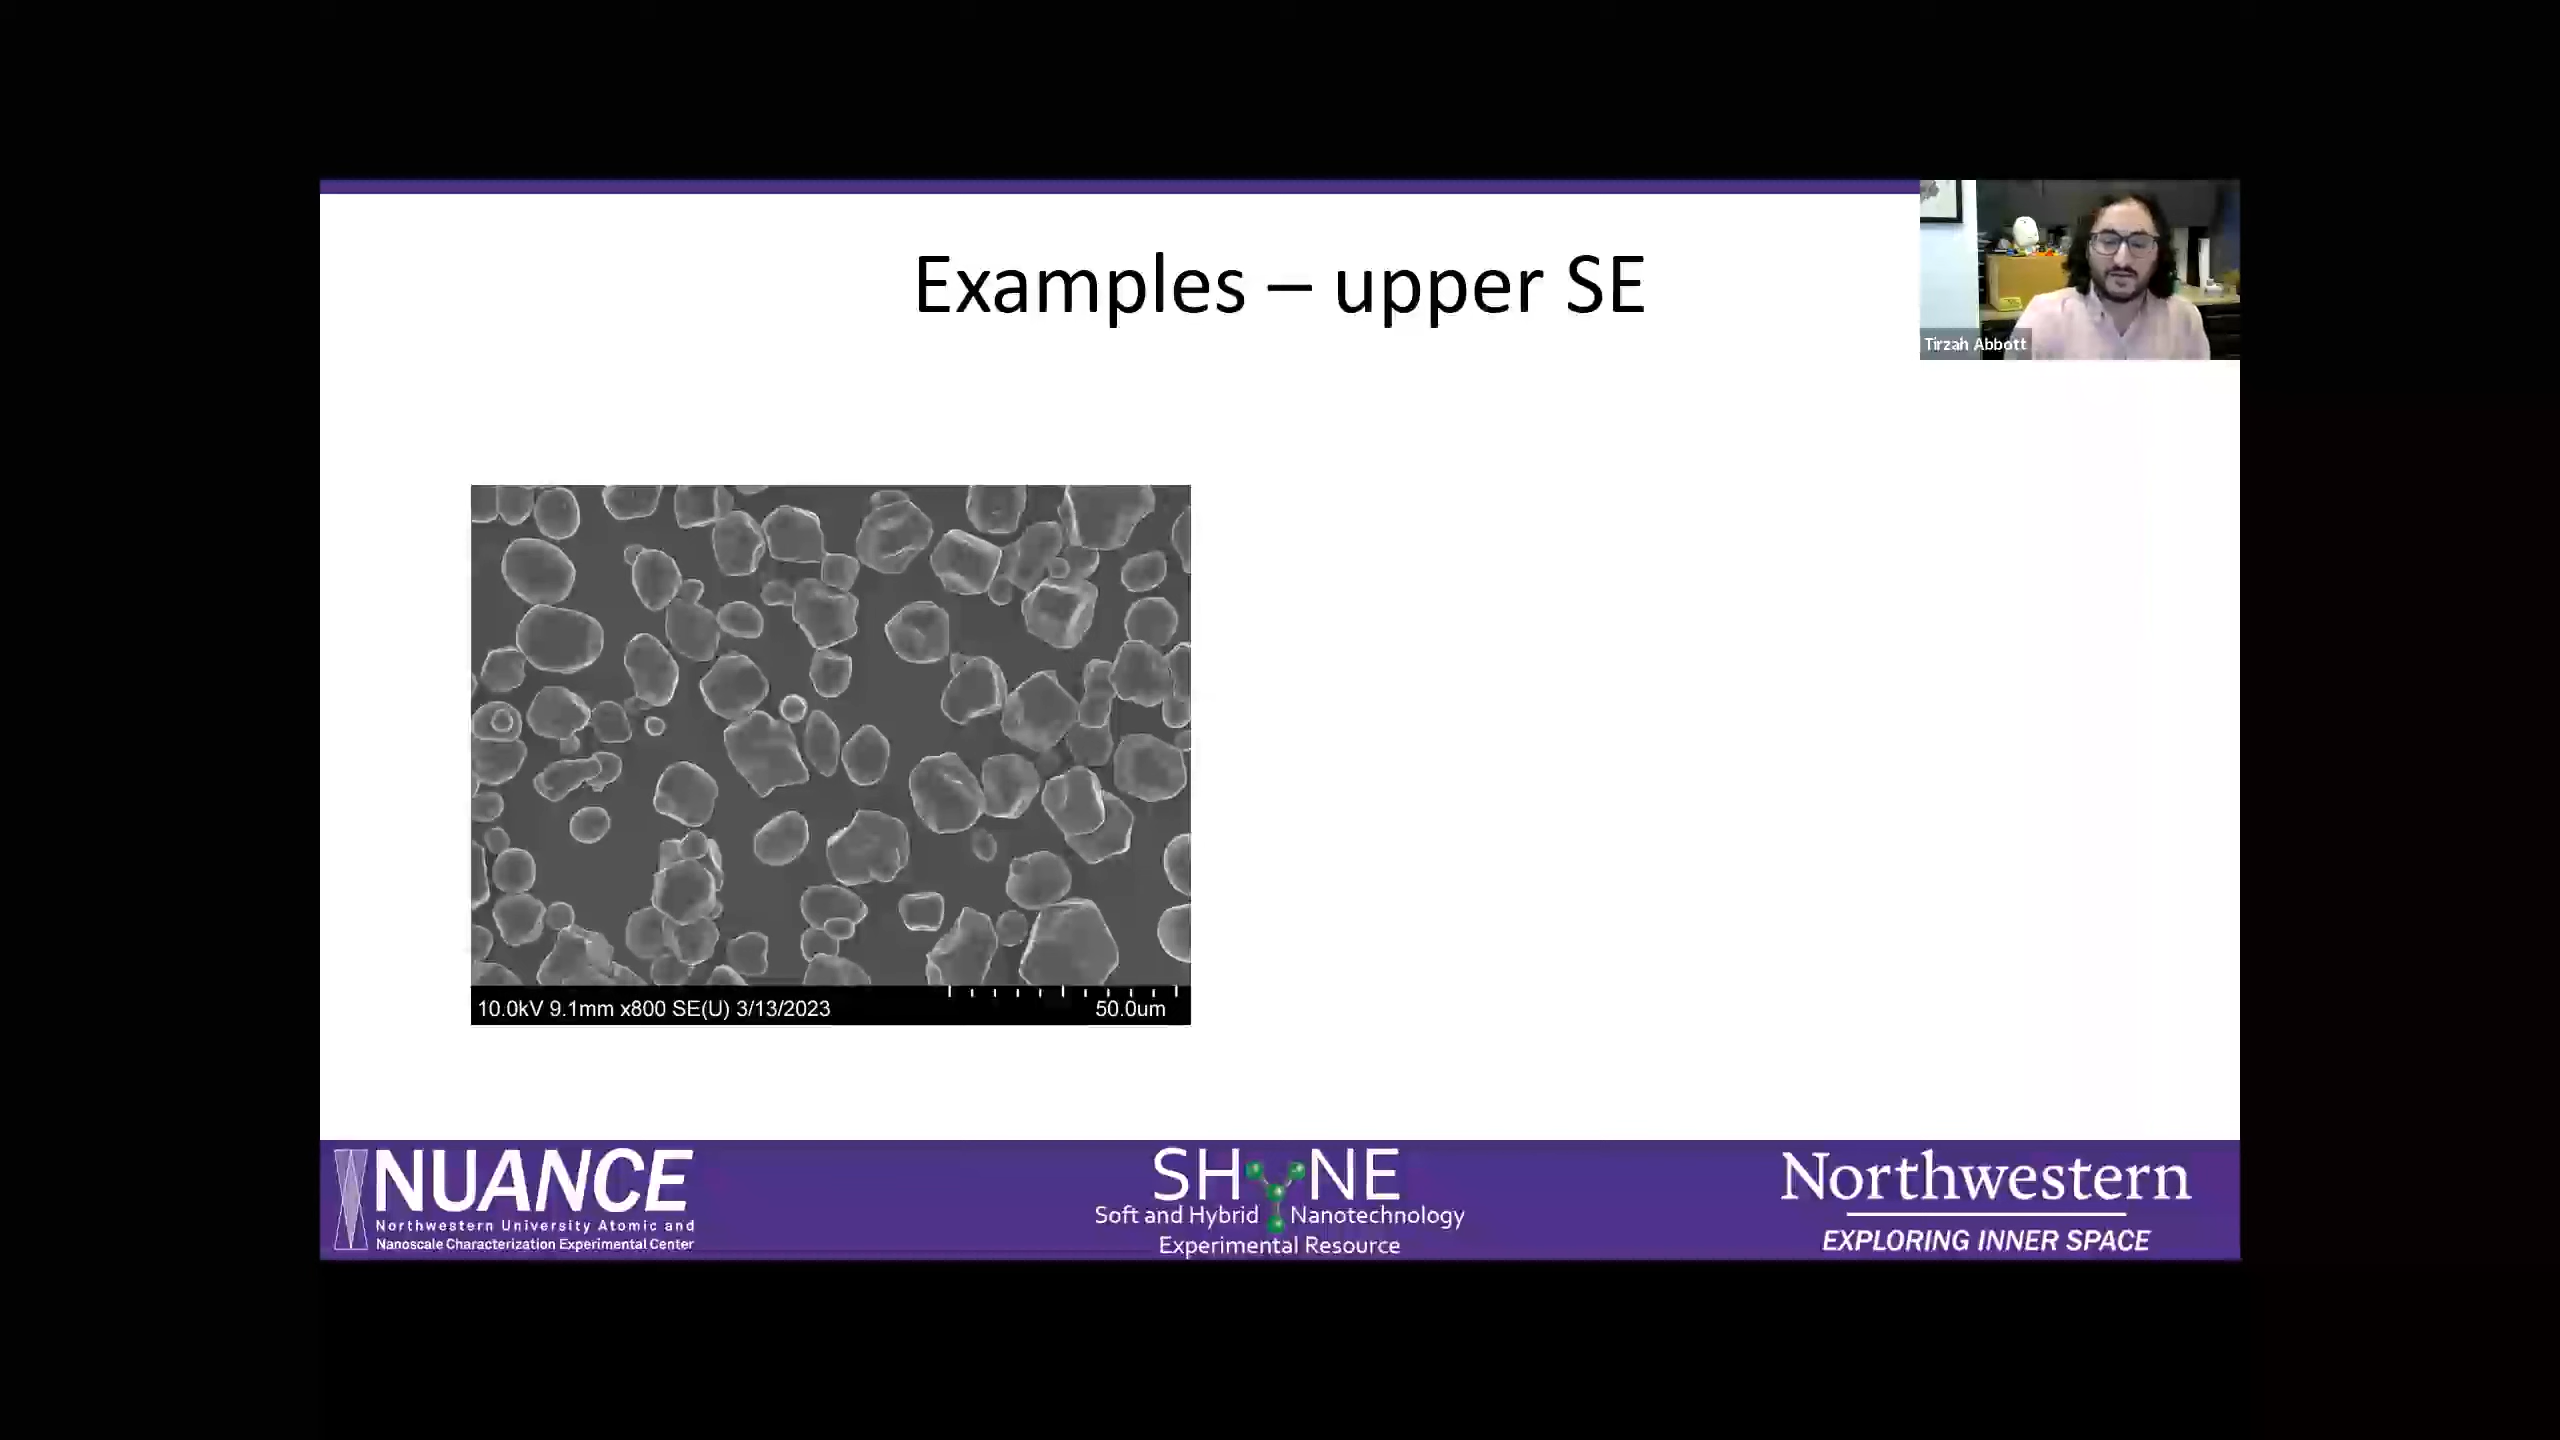 Examples – upper SE
Tirzah Abbott
10.0kV 9.1mm x800 SE(U) 3/13/2023
50.0um
NUANCE
Northwestern University Atomic and
Nanoscale Characterization Experimental Center
SHYNE
Soft and Hybrid Nanotechnology
Experimental Resource
Northwestern
EXPLORING INNER SPACE